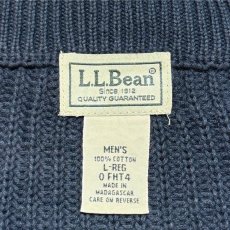 L.L.Bean®
Since 1912
QUALITY GUARANTEED
MEN'S
100% COTTON
L-REG
0 FHT4
MADE IN
MADAGASCAR
CARE ON REVERSE